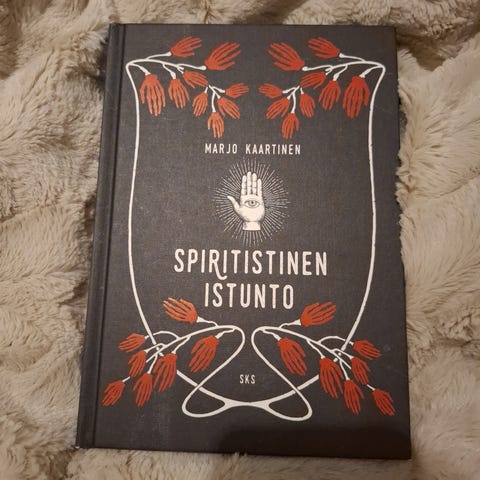 MARJO KAARTINEN
SPIRITISTINEN
ISTUNTO
SKS